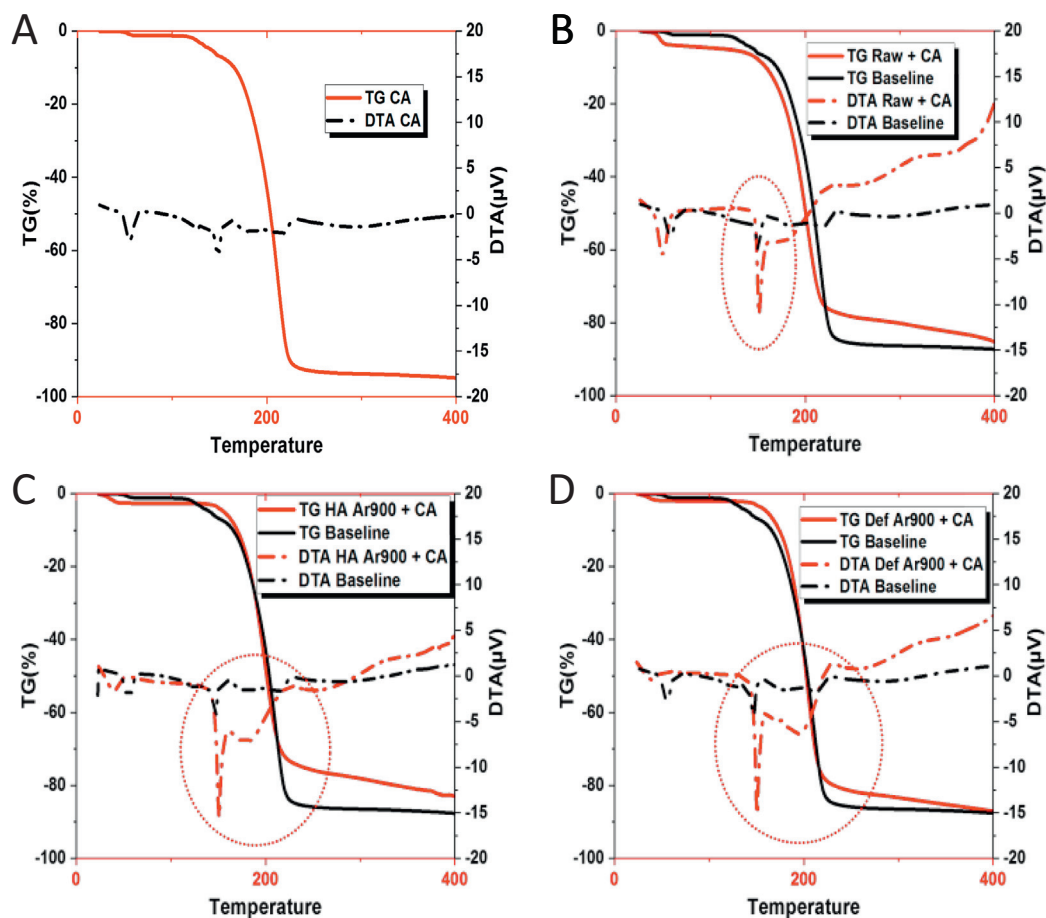 A
0
-20
-40
-60
-80
-100
TG(%)
20
15
10
5
0
-5
-10
-15
-20
DTA(µV)
TG CA
DTA CA
0
200
400
Temperature
B
0
-20
-40
-60
-80
-100
TG(%)
20
15
10
5
0
-5
-10
-15
-20
DTA(µV)
TG Raw + CA
TG Baseline
DTA Raw + CA
DTA Baseline
0
200
400
Temperature
C
0
-20
-40
-60
-80
-100
TG(%)
20
15
10
5
0
-5
-10
-15
-20
DTA(µV)
TG HA Ar900 + CA
TG Baseline
DTA HA Ar900 + CA
DTA Baseline
0
200
400
Temperature
D
0
-20
-40
-60
-80
-100
TG(%)
20
15
10
5
0
-5
-10
-15
-20
DTA(µV)
TG Def Ar900 + CA
TG Baseline
DTA Def Ar900 + CA
DTA Baseline
0
200
400
Temperature